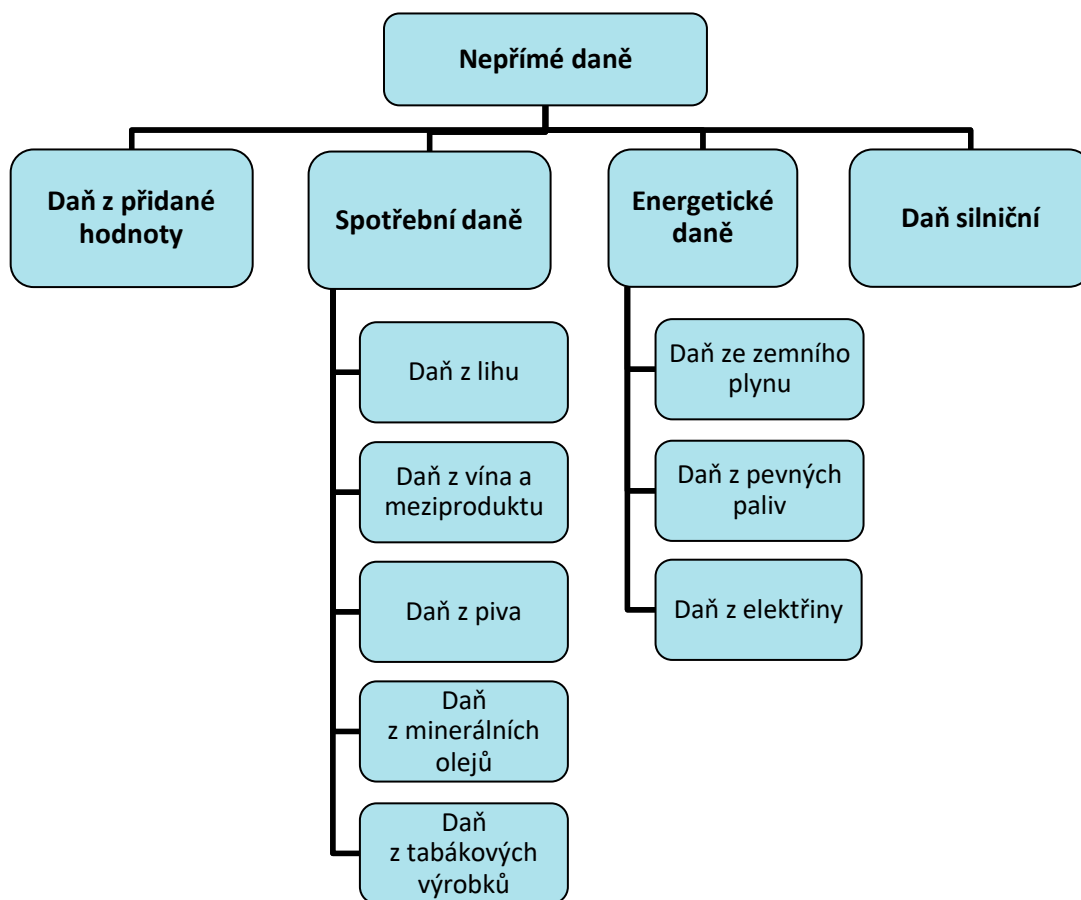 Nepřímé daně
Daň z přidané
hodnoty
Spotřební daně
Energetické
daně
Daň silniční
Daň z lihu
Daň z vína a
meziproduktu
Daň z piva
Daň
z minerálních
olejů
Daň
z tabákových
výrobků
Daň ze zemního
plynu
Daň z pevných
paliv
Daň z elektřiny